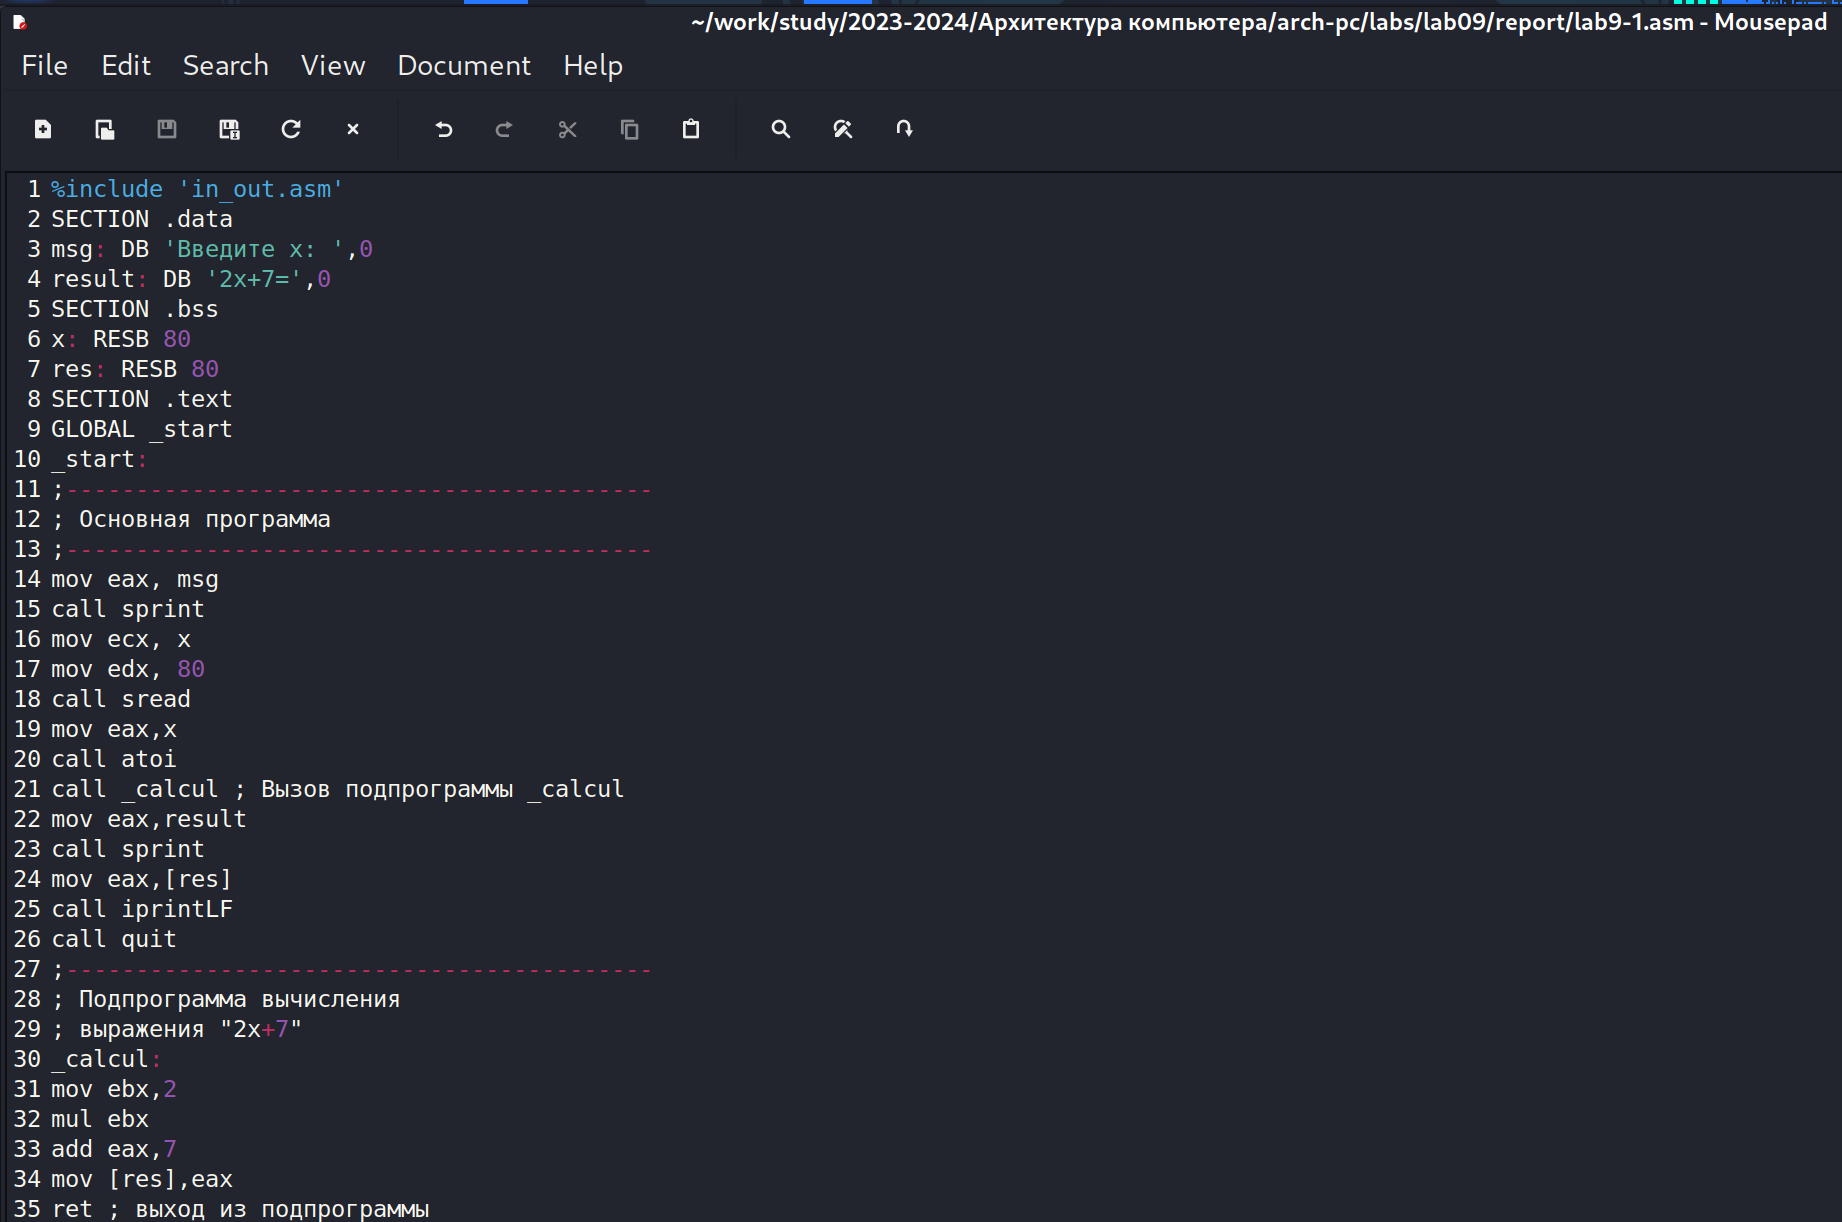 ~/work/study/2023-2024/Архитектура компьютера/arch-pc/labs/lab09/report/lab9-1.asm - Mousepad
File Edit Search View Document Help
1 %include 'in_out.asm'
2 SECTION .data
3 msg: DB 'Введите x: ',0
4 result: DB '2x+7=',0
5 SECTION .bss
6 x: RESB 80
7 res: RESB 80
8 SECTION .text
9 GLOBAL _start
10 _start:
11 ;------------------------------------------
12 ; Основная программа
13 ;------------------------------------------
14 mov eax, msg
15 call sprint
16 mov ecx, x
17 mov edx, 80
18 call sread
19 mov eax,x
20 call atoi
21 call _calcul ; Вызов подпрограммы _calcul
22 mov eax,result
23 call sprint
24 mov eax,[res]
25 call iprintLF
26 call quit
27 ;------------------------------------------
28 ; Подпрограмма вычисления
29 ; выражения "2x+7"
30 _calcul:
31 mov ebx,2
32 mul ebx
33 add eax,7
34 mov [res],eax
35 ret ; выход из подпрограммы